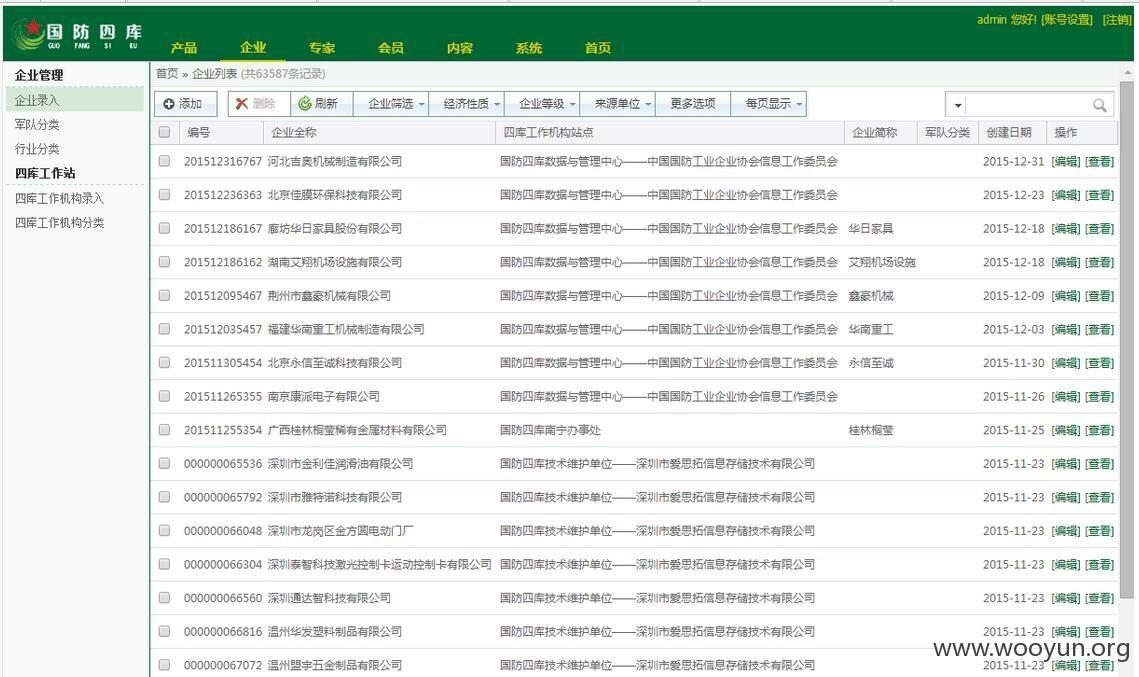 admin 您好! [账号设置] [注销]
国防四库
GUO FANG SI KU
产品 企业 专家 会员 内容 系统 首页
企业管理
企业录入
军队分类
行业分类
四库工作站
四库工作机构录入
四库工作机构分类
首页 » 企业列表 (共63587条记录)
添加 删除 刷新 企业筛选 经济性质 企业等级 来源单位 更多选项 每页显示
编号 企业全称 四库工作机构站点 企业简称 军队分类 创建日期 操作
201512316767 河北吉奥机械制造有限公司 国防四库数据与管理中心——中国国防工业企业协会信息工作委员会 2015-12-31 [编辑] [查看]
201512236363 北京佳膜环保科技有限公司 国防四库数据与管理中心——中国国防工业企业协会信息工作委员会 2015-12-23 [编辑] [查看]
201512186167 廊坊华日家具股份有限公司 国防四库数据与管理中心——中国国防工业企业协会信息工作委员会 华日家具 2015-12-18 [编辑] [查看]
201512186162 湖南艾翔机场设施有限公司 国防四库数据与管理中心——中国国防工业企业协会信息工作委员会 艾翔机场设施 2015-12-18 [编辑] [查看]
201512095467 荆州市鑫豪机械有限公司 国防四库数据与管理中心——中国国防工业企业协会信息工作委员会 鑫豪机械 2015-12-09 [编辑] [查看]
201512035457 福建华南重工机械制造有限公司 国防四库数据与管理中心——中国国防工业企业协会信息工作委员会 华南重工 2015-12-03 [编辑] [查看]
201511305454 北京永信至诚科技有限公司 国防四库数据与管理中心——中国国防工业企业协会信息工作委员会 永信至诚 2015-11-30 [编辑] [查看]
201511265355 南京康派电子有限公司 国防四库数据与管理中心——中国国防工业企业协会信息工作委员会 2015-11-26 [编辑] [查看]
201511255354 广西桂林桐莹稀有金属材料有限公司 国防四库南宁办事处 桂林桐莹 2015-11-25 [编辑] [查看]
000000065536 深圳市金利佳润滑油有限公司 国防四库技术维护单位——深圳市爱思拓信息存储技术有限公司 2015-11-23 [编辑] [查看]
000000065792 深圳市雅特诺科技有限公司 国防四库技术维护单位——深圳市爱思拓信息存储技术有限公司 2015-11-23 [编辑] [查看]
000000066048 深圳市龙岗区金方圆电动门厂 国防四库技术维护单位——深圳市爱思拓信息存储技术有限公司 2015-11-23 [编辑] [查看]
000000066304 深圳泰智科技激光控制卡运动控制卡有限公司 国防四库技术维护单位——深圳市爱思拓信息存储技术有限公司 2015-11-23 [编辑] [查看]
000000066560 深圳通达智科技有限公司 国防四库技术维护单位——深圳市爱思拓信息存储技术有限公司 2015-11-23 [编辑] [查看]
000000066816 温州华发塑料制品有限公司 国防四库技术维护单位——深圳市爱思拓信息存储技术有限公司 2015-11-23 [编辑] [查看]
000000067072 温州盟宇五金制品有限公司 国防四库技术维护单位——深圳市爱思拓信息存储技术有限公司 2015-11-23 [编辑] [查看]
www.wooyun.org